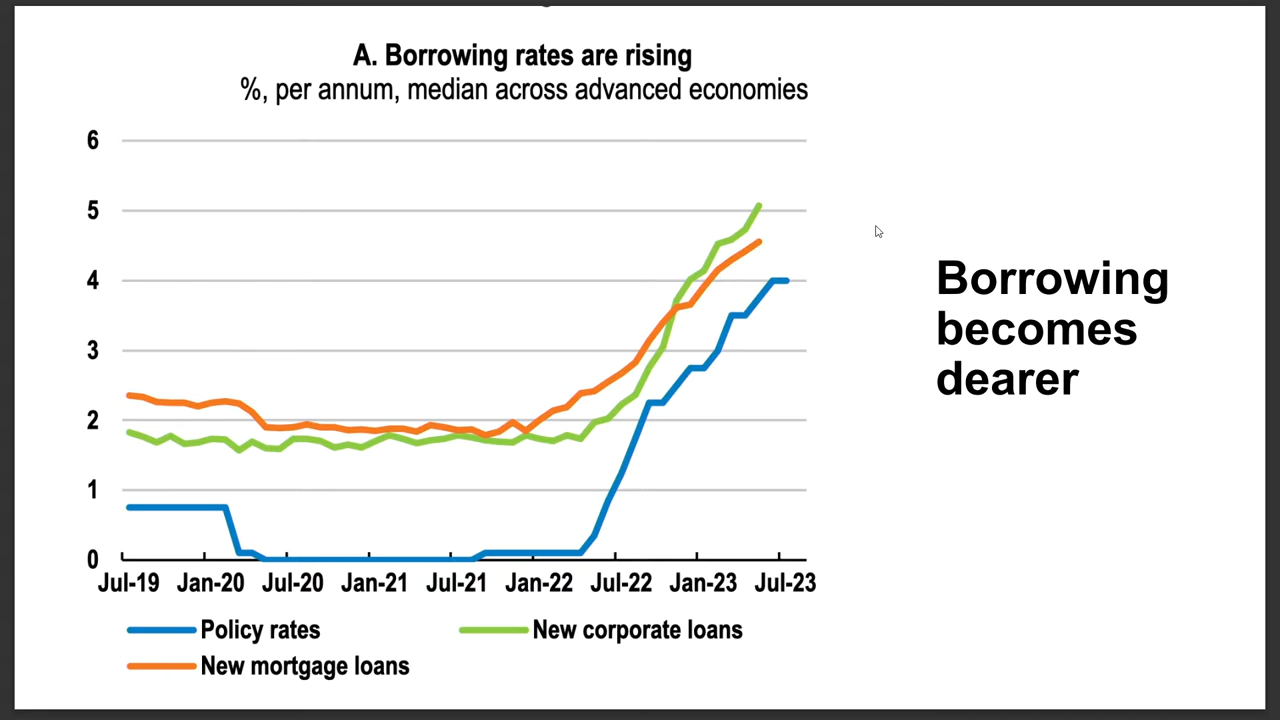 A. Borrowing rates are rising
%, per annum, median across advanced economies
6
5
4
3
2
1
0
Jul-19 Jan-20 Jul-20 Jan-21 Jul-21 Jan-22 Jul-22 Jan-23 Jul-23
Policy rates New corporate loans
New mortgage loans
Borrowing
becomes
dearer